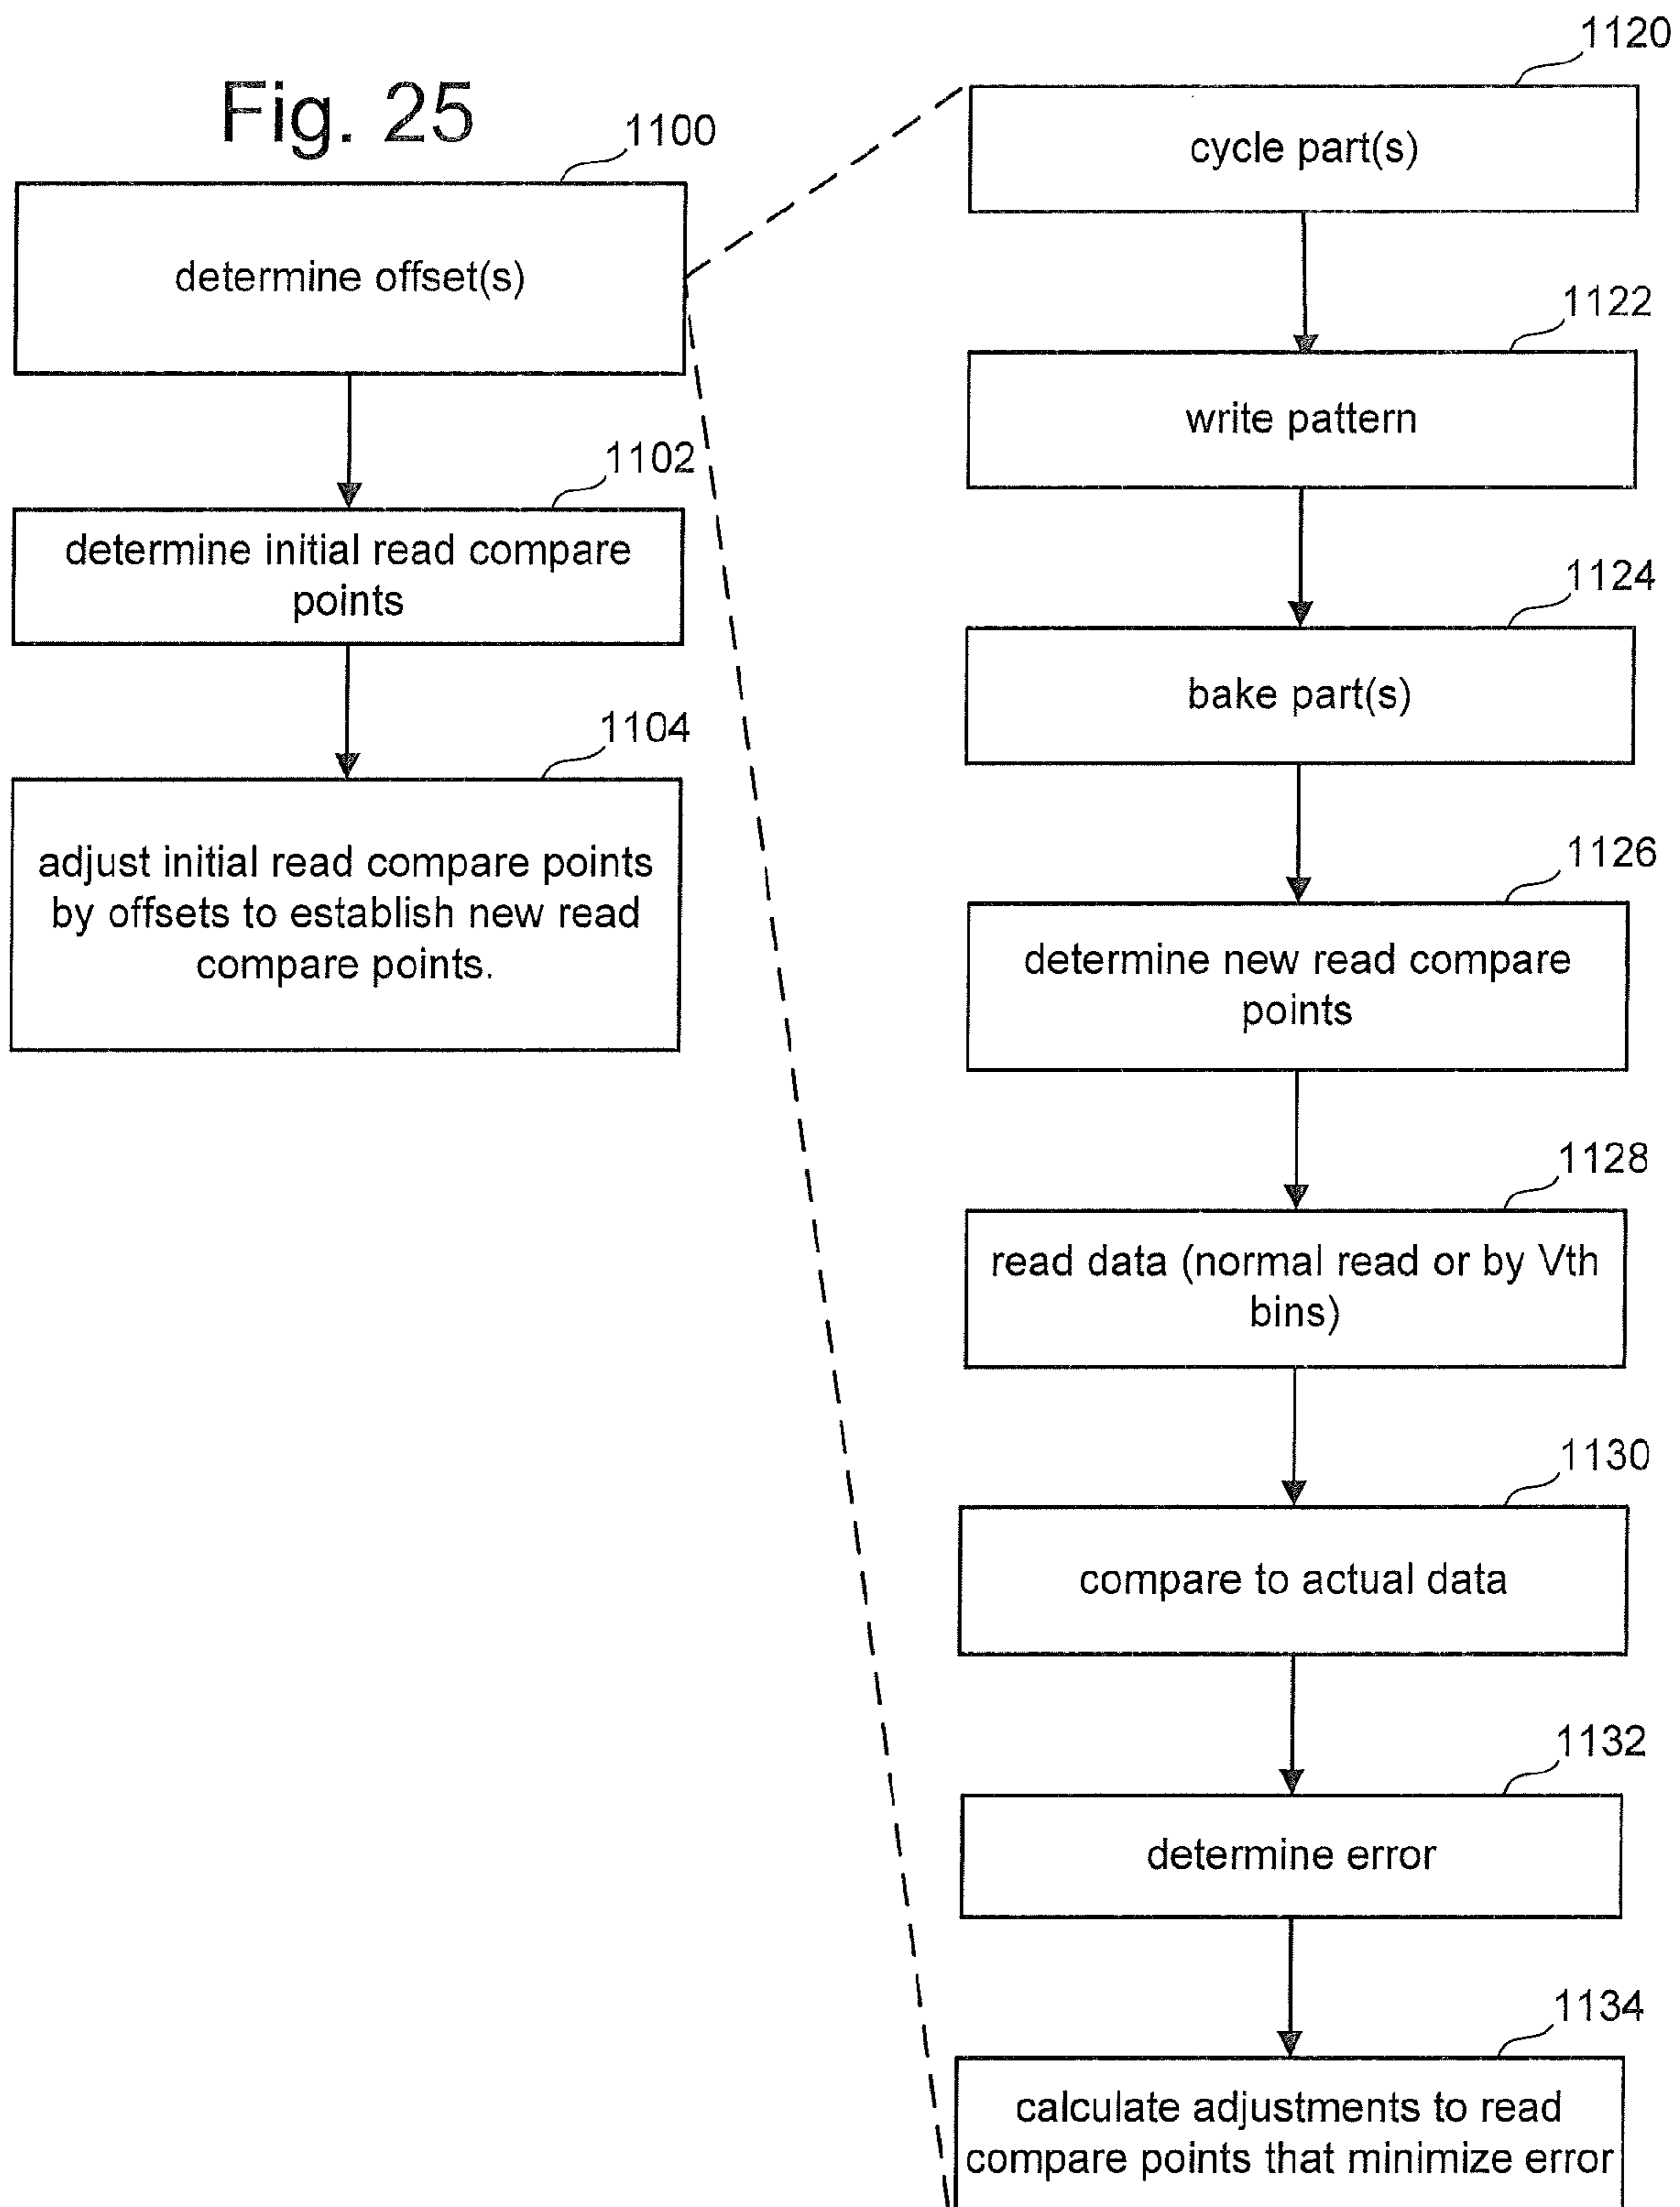 Fig. 25
1100
determine offset(s)
1102
determine initial read compare
points
1104
adjust initial read compare points
by offsets to establish new read
compare points.
1120
cycle part(s)
1122
write pattern
1124
bake part(s)
1126
determine new read compare
points
1128
read data (normal read or by Vth
bins)
1130
compare to actual data
1132
determine error
1134
calculate adjustments to read
compare points that minimize error